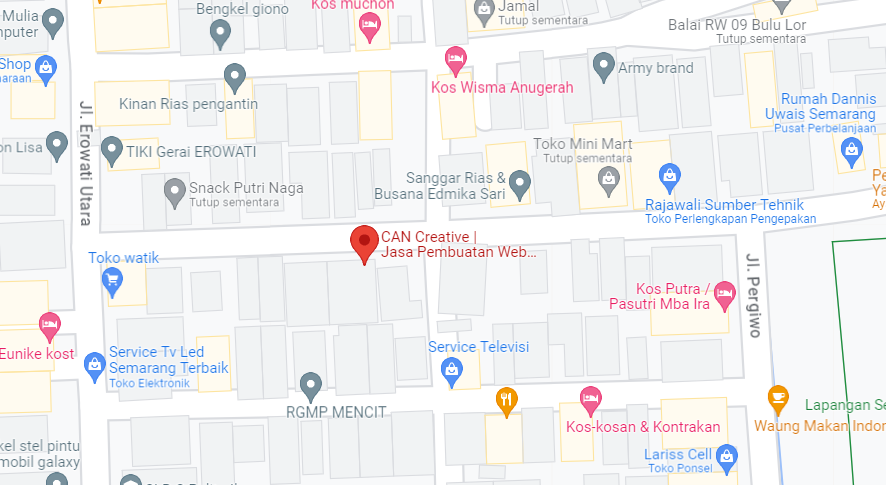 Mulia
Bengkel giono
Kos muchon
Jamal
Tutup sementara
Balai RW 09 Bulu Lor
Tutup sementara
Shop
Kos Wisma Anugerah
Army brand
Kinan Rias pengantin
Rumah Dannis
Uwais Semarang
Pusat Perbelanjaan
Jl. Erowati Utara
Lisa
TIKI Gerai EROWATI
Toko Mini Mart
Tutup sementara
Snack Putri Naga
Tutup sementara
Sanggar Rias &
Busana Edmika Sari
Rajawali Sumber Tehnik
Toko Perlengkapan Pengepakan
CAN Creative |
Jasa Pembuatan Web...
Toko watik
Jl. Pergiwo
Kos Putra /
Pasutri Mba Ira
Eunike kost
Service Tv Led
Semarang Terbaik
Toko Elektronik
Service Televisi
RGMP MENCIT
Kos-kosan & Kontrakan
Lapangan Se
Waung Makan Indor
kel stel pintu
mobil galaxy
Lariss Cell
Toko Ponsel